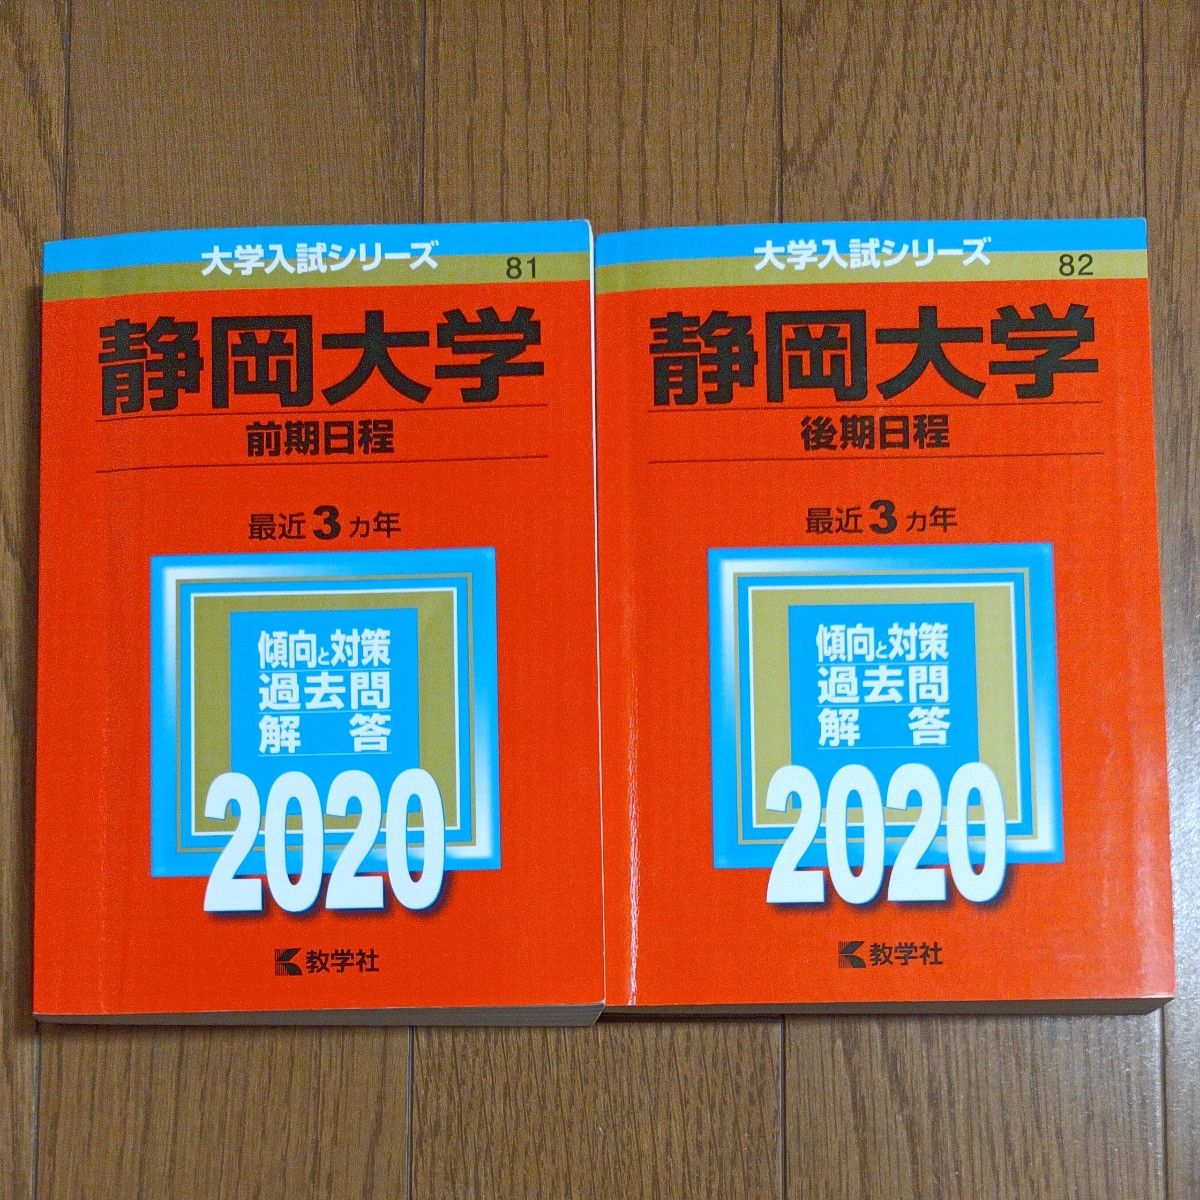 大学入試シリーズ
81
静岡大学
前期日程
最近3カ年
傾向と対策
過去問
解答
2020
教学社
大学入試シリーズ
82
静岡大学
後期日程
最近3カ年
傾向と対策
過去問
解答
2020
教学社